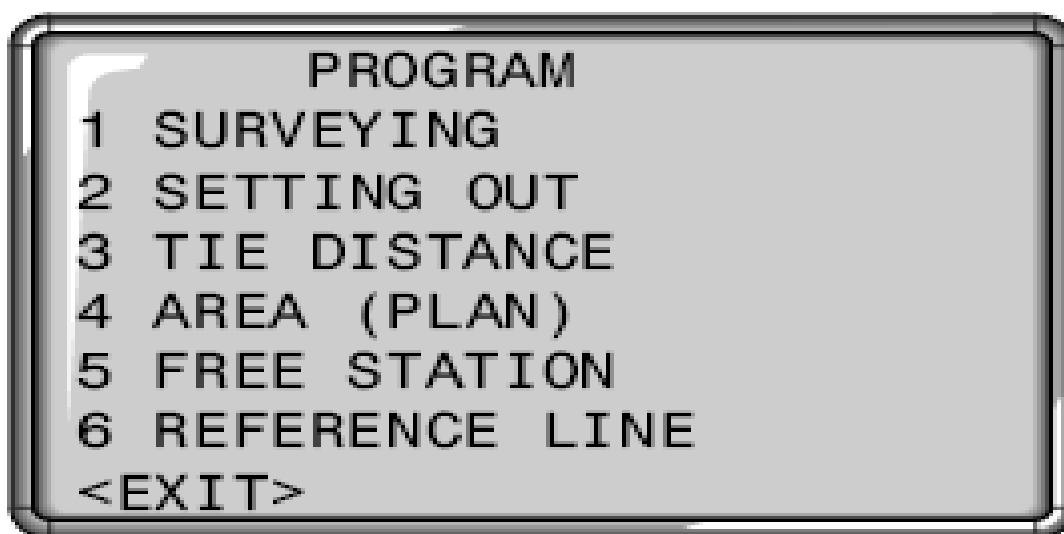 PROGRAM
1 SURVEYING
2 SETTING OUT
3 TIE DISTANCE
4 AREA (PLAN)
5 FREE STATION
6 REFERENCE LINE
<EXIT>